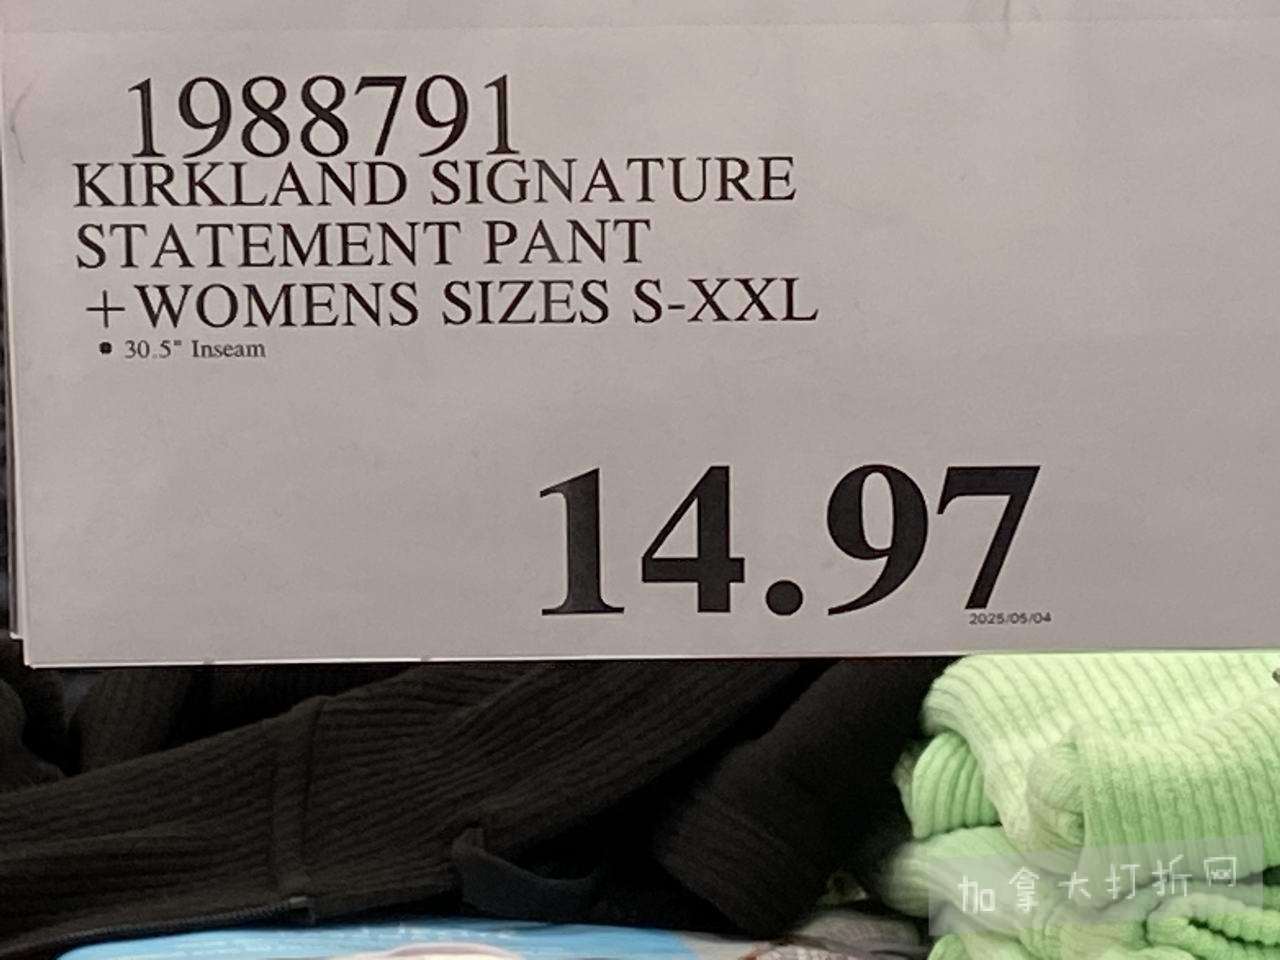 1988791
KIRKLAND SIGNATURE
STATEMENT PANT
+WOMENS SIZES S-XXL
• 30.5" Inseam
14.97
2025/05/04
加拿大打折网